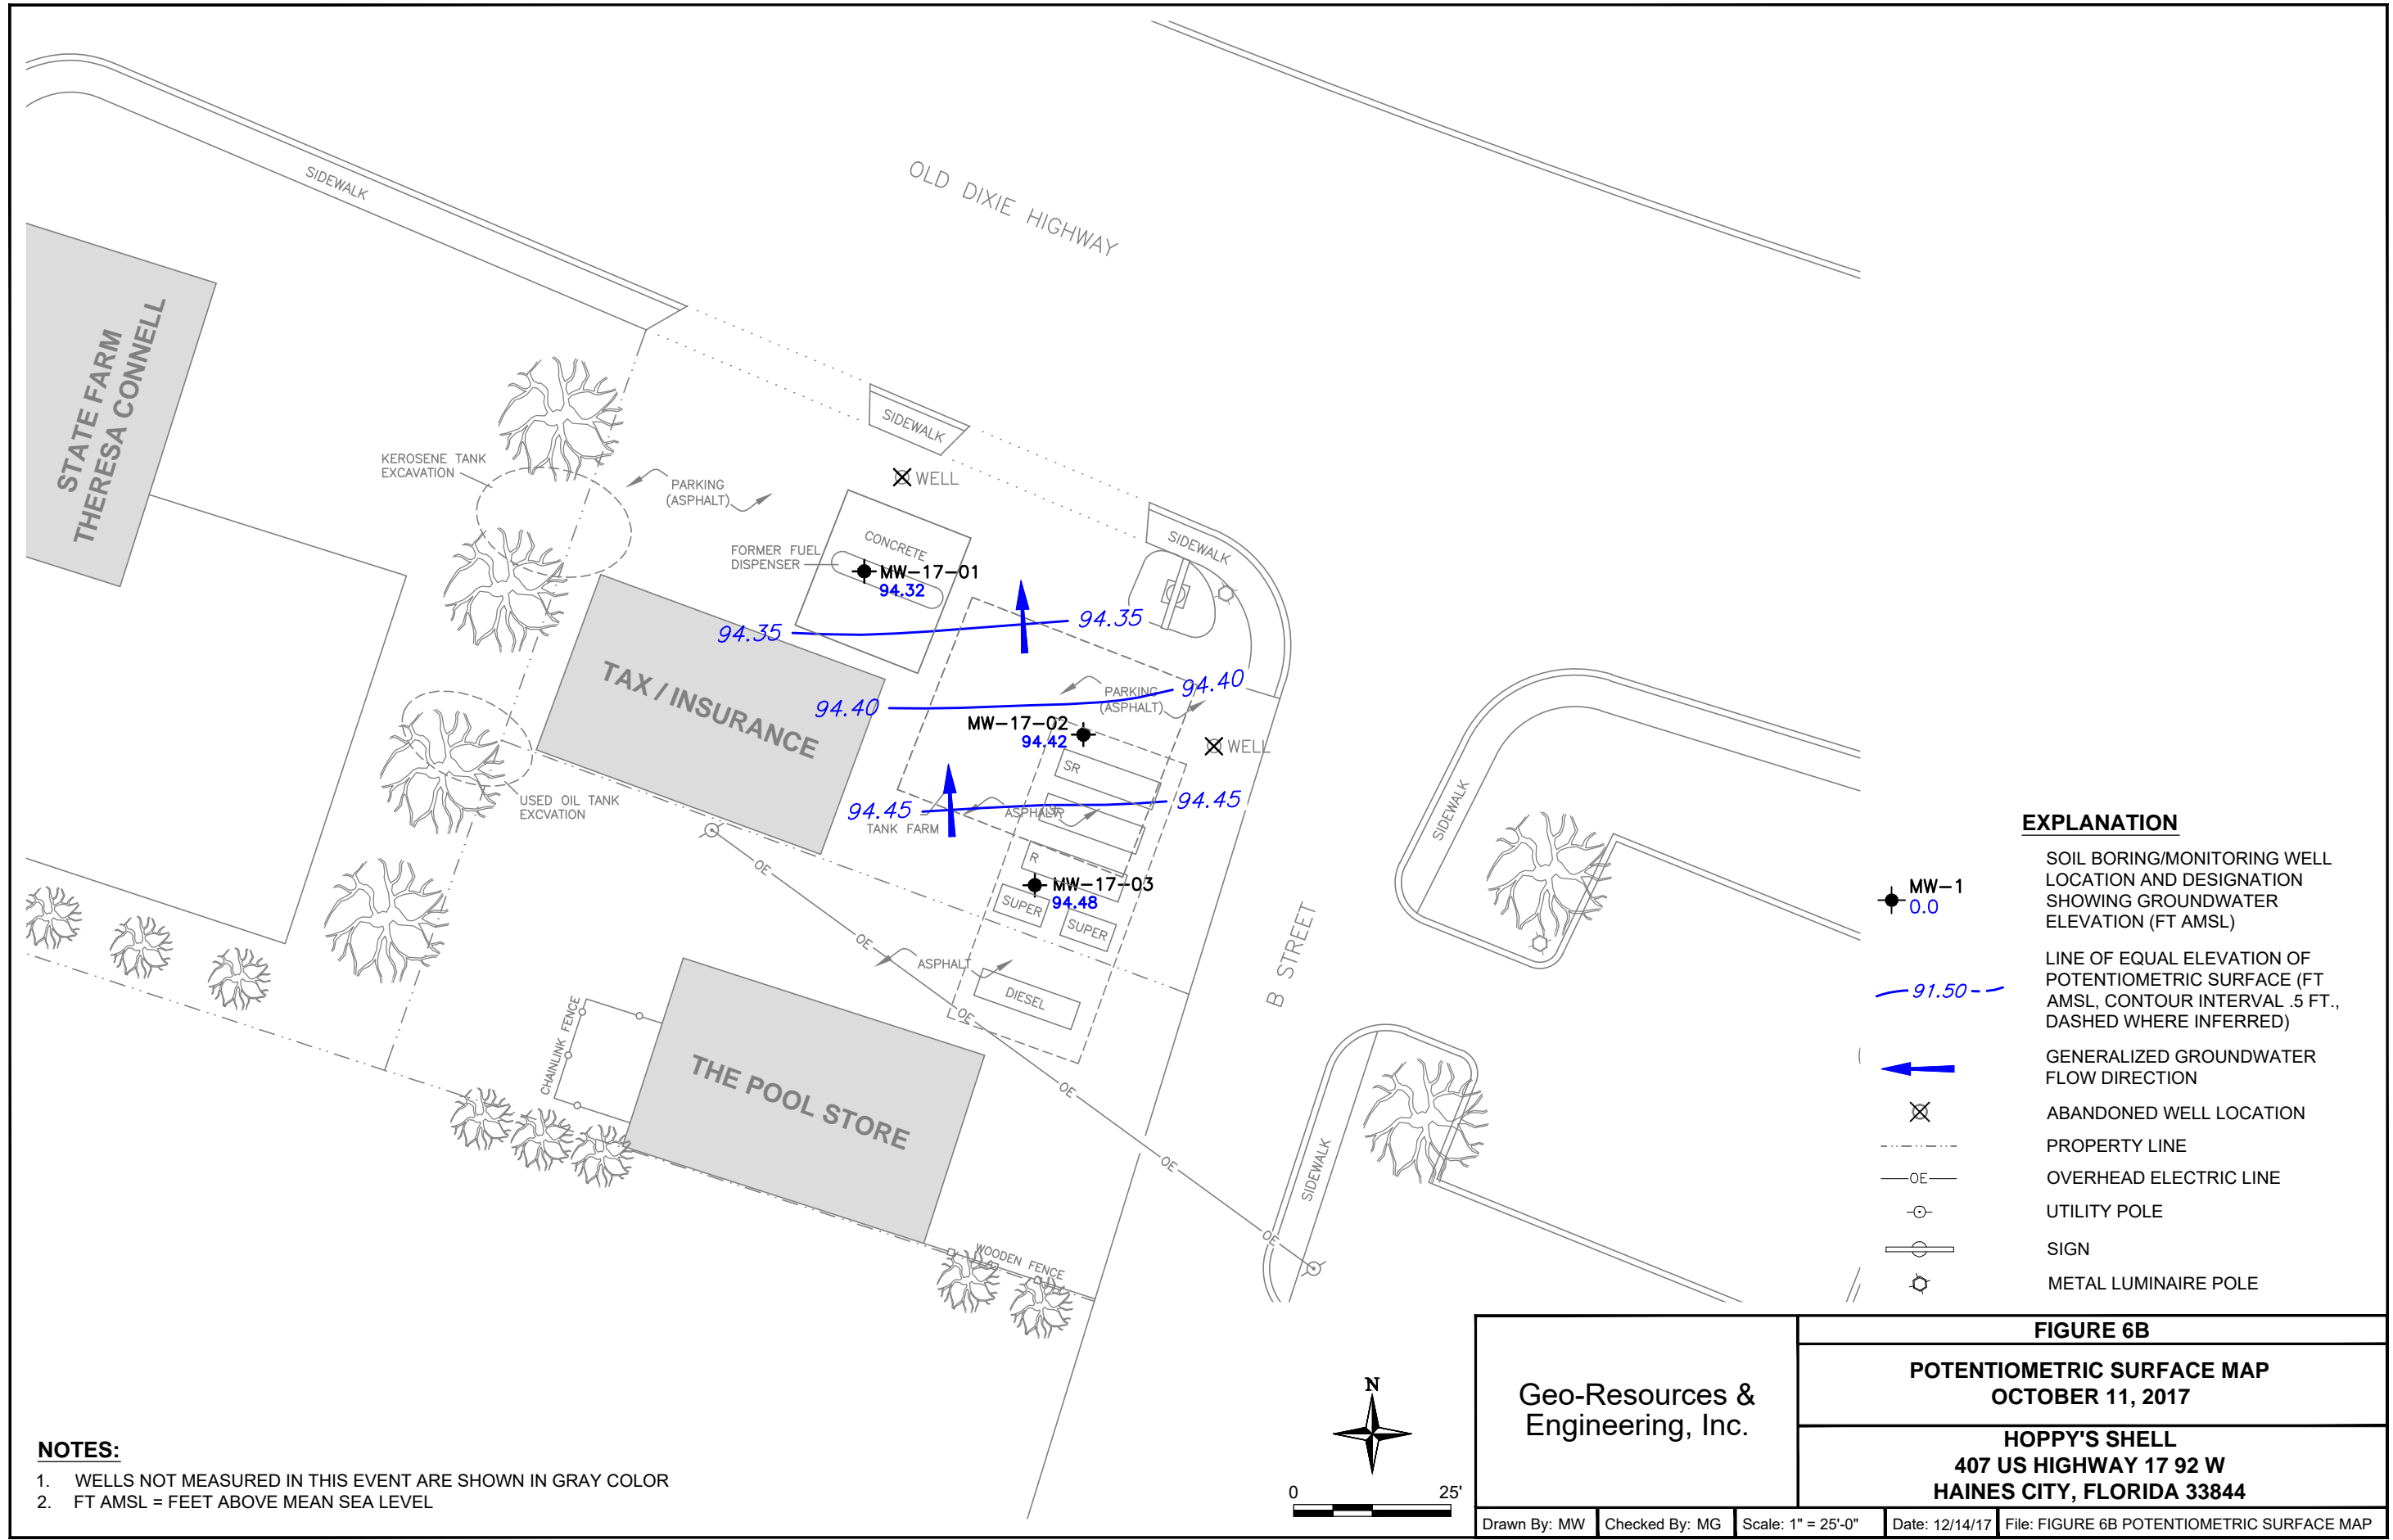 SIDEWALK
OLD DIXIE HIGHWAY
STATE FARM
THERESA CONNELL
KEROSENE TANK
EXCAVATION
PARKING
(ASPHALT)
SIDEWALK
WELL
CONCRETE
FORMER FUEL
DISPENSER
MW-17-01
94.32
SIDEWALK
94.35
94.35
TAX / INSURANCE
94.40
94.40
PARKING
(ASPHALT)
MW-17-02
94.42
WELL
SR
94.45
94.45
USED OIL TANK
EXCVATION
TANK FARM
ASPHALT
SR
R
MW-17-03
94.48
SUPER
SUPER
OE
OE
OE
OE
OE
OE
ASPHALT
DIESEL
B STREET
SIDEWALK
CHAINLINK FENCE
THE POOL STORE
SIDEWALK
WOODEN FENCE
EXPLANATION
MW-1
0.0
SOIL BORING/MONITORING WELL
LOCATION AND DESIGNATION
SHOWING GROUNDWATER
ELEVATION (FT AMSL)
91.50
LINE OF EQUAL ELEVATION OF
POTENTIOMETRIC SURFACE (FT
AMSL, CONTOUR INTERVAL .5 FT.,
DASHED WHERE INFERRED)
GENERALIZED GROUNDWATER
FLOW DIRECTION
ABANDONED WELL LOCATION
PROPERTY LINE
OE
OVERHEAD ELECTRIC LINE
UTILITY POLE
SIGN
METAL LUMINAIRE POLE
NOTES:
1. WELLS NOT MEASURED IN THIS EVENT ARE SHOWN IN GRAY COLOR
2. FT AMSL = FEET ABOVE MEAN SEA LEVEL
N
0 25'
Geo-Resources &
Engineering, Inc.
FIGURE 6B
POTENTIOMETRIC SURFACE MAP
OCTOBER 11, 2017
HOPPY'S SHELL
407 US HIGHWAY 17 92 W
HAINES CITY, FLORIDA 33844
Drawn By: MW Checked By: MG Scale: 1" = 25'-0" Date: 12/14/17 File: FIGURE 6B POTENTIOMETRIC SURFACE MAP